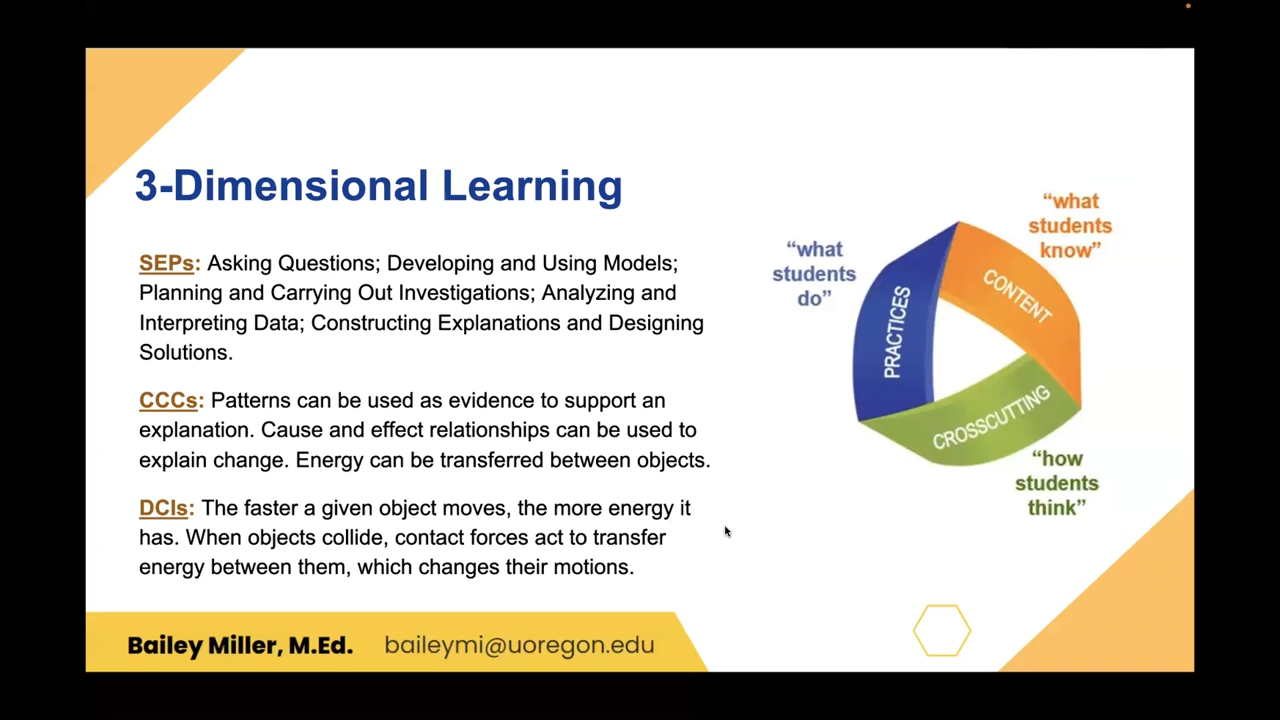 3-Dimensional Learning
SEPs: Asking Questions; Developing and Using Models;
Planning and Carrying Out Investigations; Analyzing and
Interpreting Data; Constructing Explanations and Designing
Solutions.
CCCs: Patterns can be used as evidence to support an
explanation. Cause and effect relationships can be used to
explain change. Energy can be transferred between objects.
DCIs: The faster a given object moves, the more energy it
has. When objects collide, contact forces act to transfer
energy between them, which changes their motions.
“what
students
do”
PRACTICES
“what
students
know”
CONTENT
CROSSCUTTING
“how
students
think”
Bailey Miller, M.Ed. baileymi@uoregon.edu